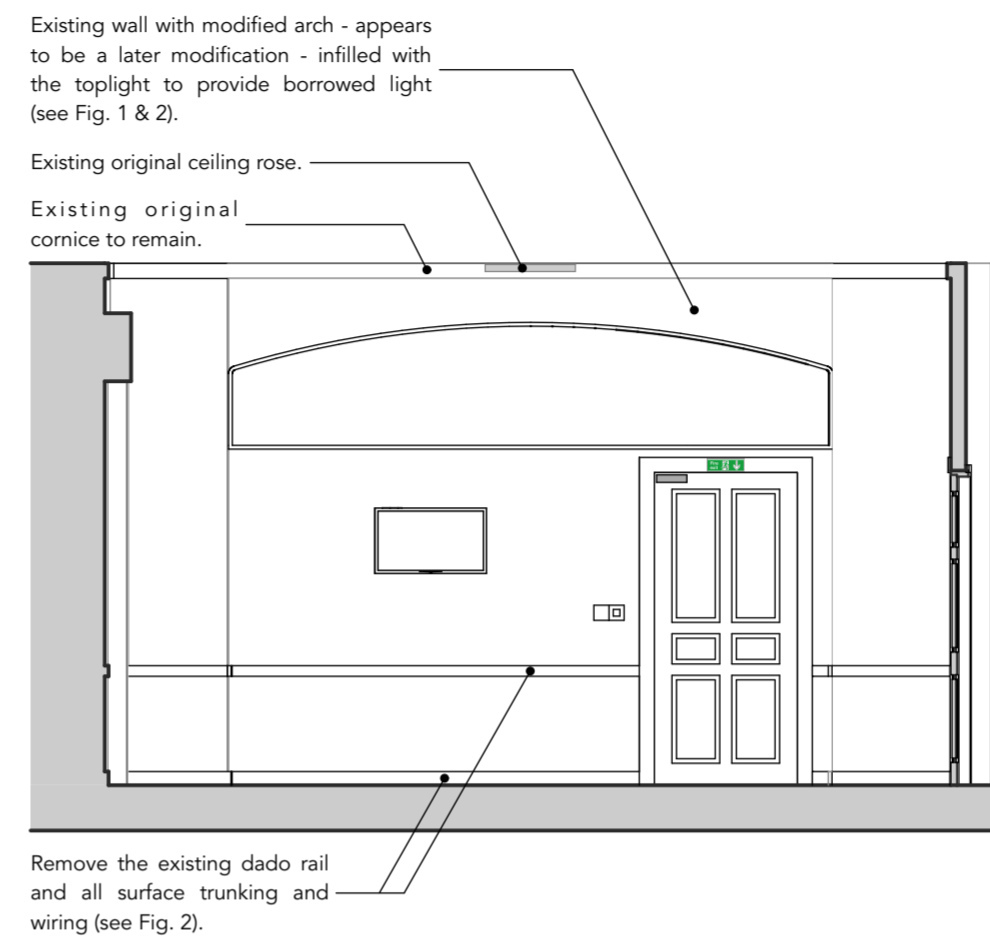 Existing wall with modified arch - appears
to be a later modification - infilled with
the toplight to provide borrowed light
(see Fig. 1 & 2).
Existing original ceiling rose.
Existing original
cornice to remain.
Remove the existing dado rail
and all surface trunking and
wiring (see Fig. 2).